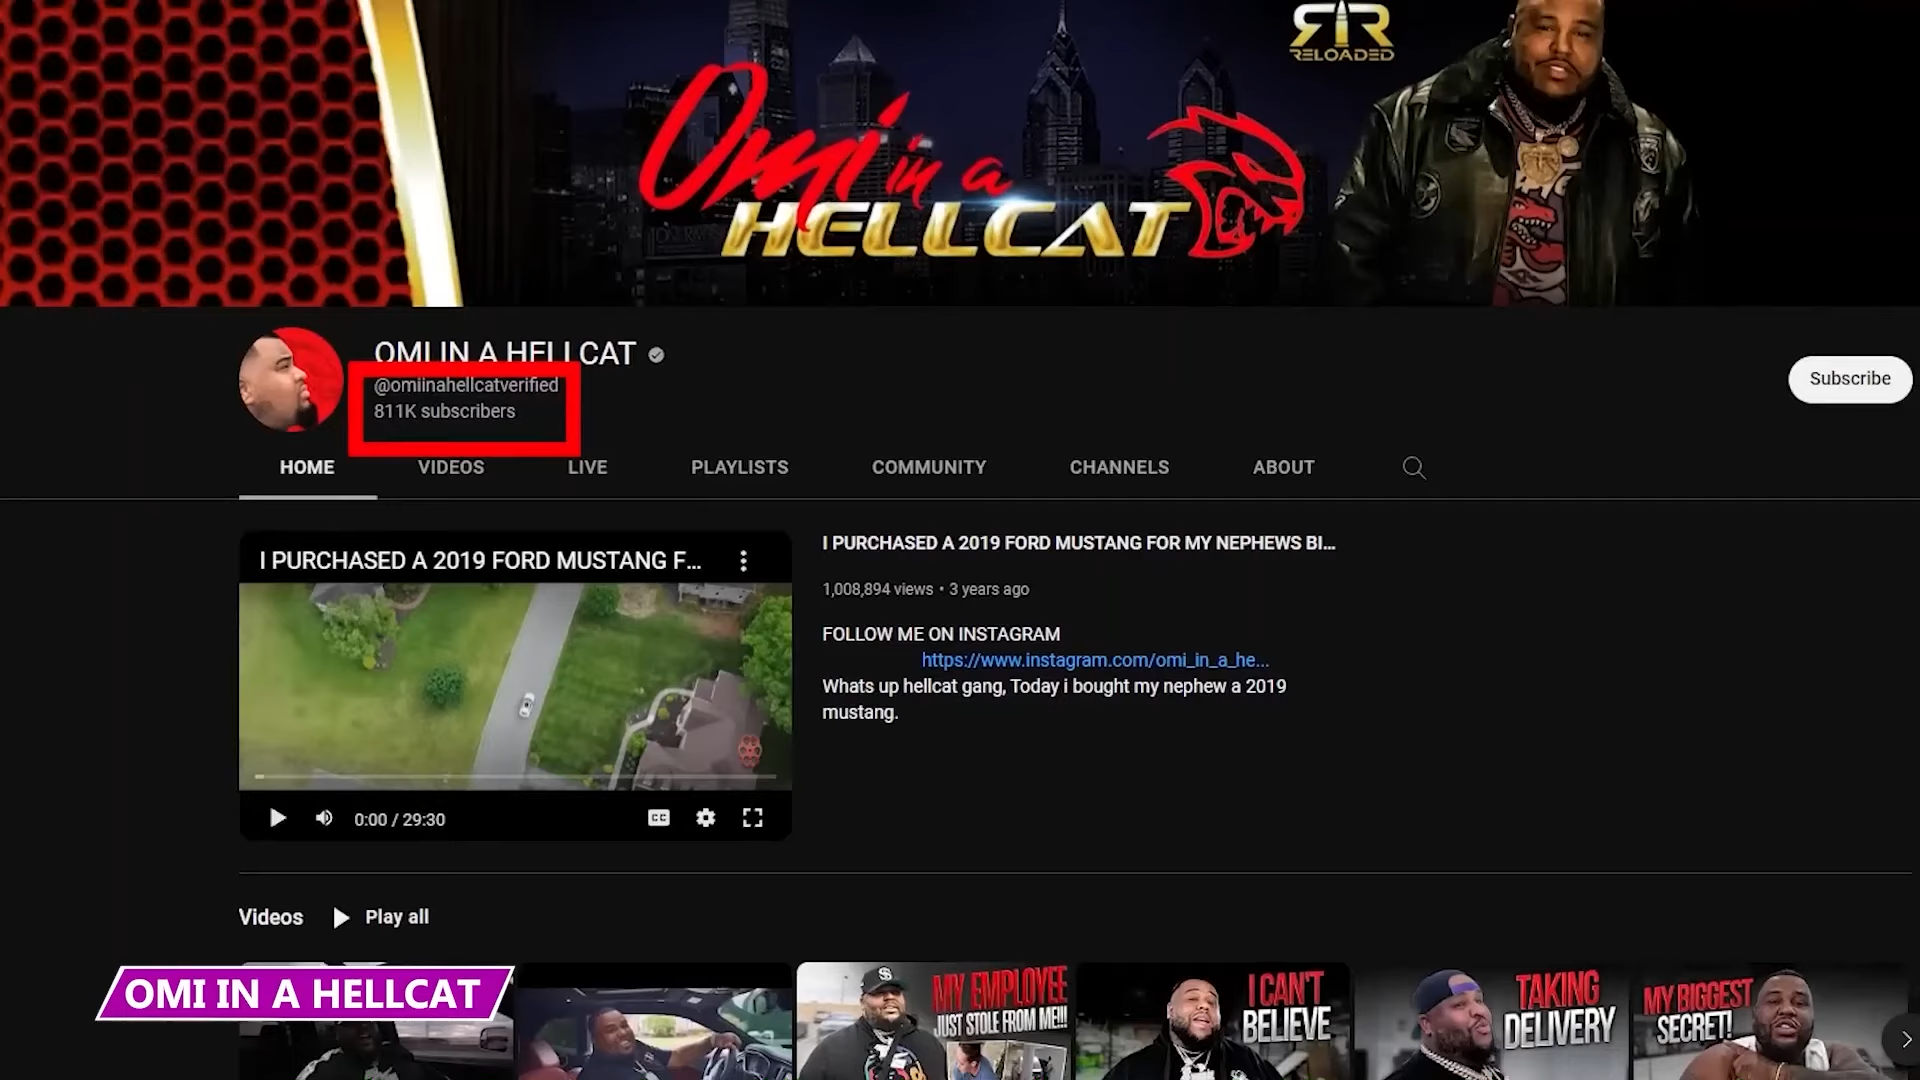 RR
RELOADED
Omi in a
HELLCAT
OMI IN A HELLCAT
@omiinahellcatverified
811K subscribers
Subscribe
HOME
VIDEOS
LIVE
PLAYLISTS
COMMUNITY
CHANNELS
ABOUT
I PURCHASED A 2019 FORD MUSTANG F...
I PURCHASED A 2019 FORD MUSTANG FOR MY NEPHEWS BI...
1,008,894 views • 3 years ago
FOLLOW ME ON INSTAGRAM
https://www.instagram.com/omi_in_a_he...
Whats up hellcat gang, Today i bought my nephew a 2019
mustang.
0:00 / 29:30
CC
Videos
Play all
OMI IN A HELLCAT
MY EMPLOYEE
JUST STOLE FROM ME!!!
I CAN'T
BELIEVE
TAKING
DELIVERY
MY BIGGEST
SECRET!